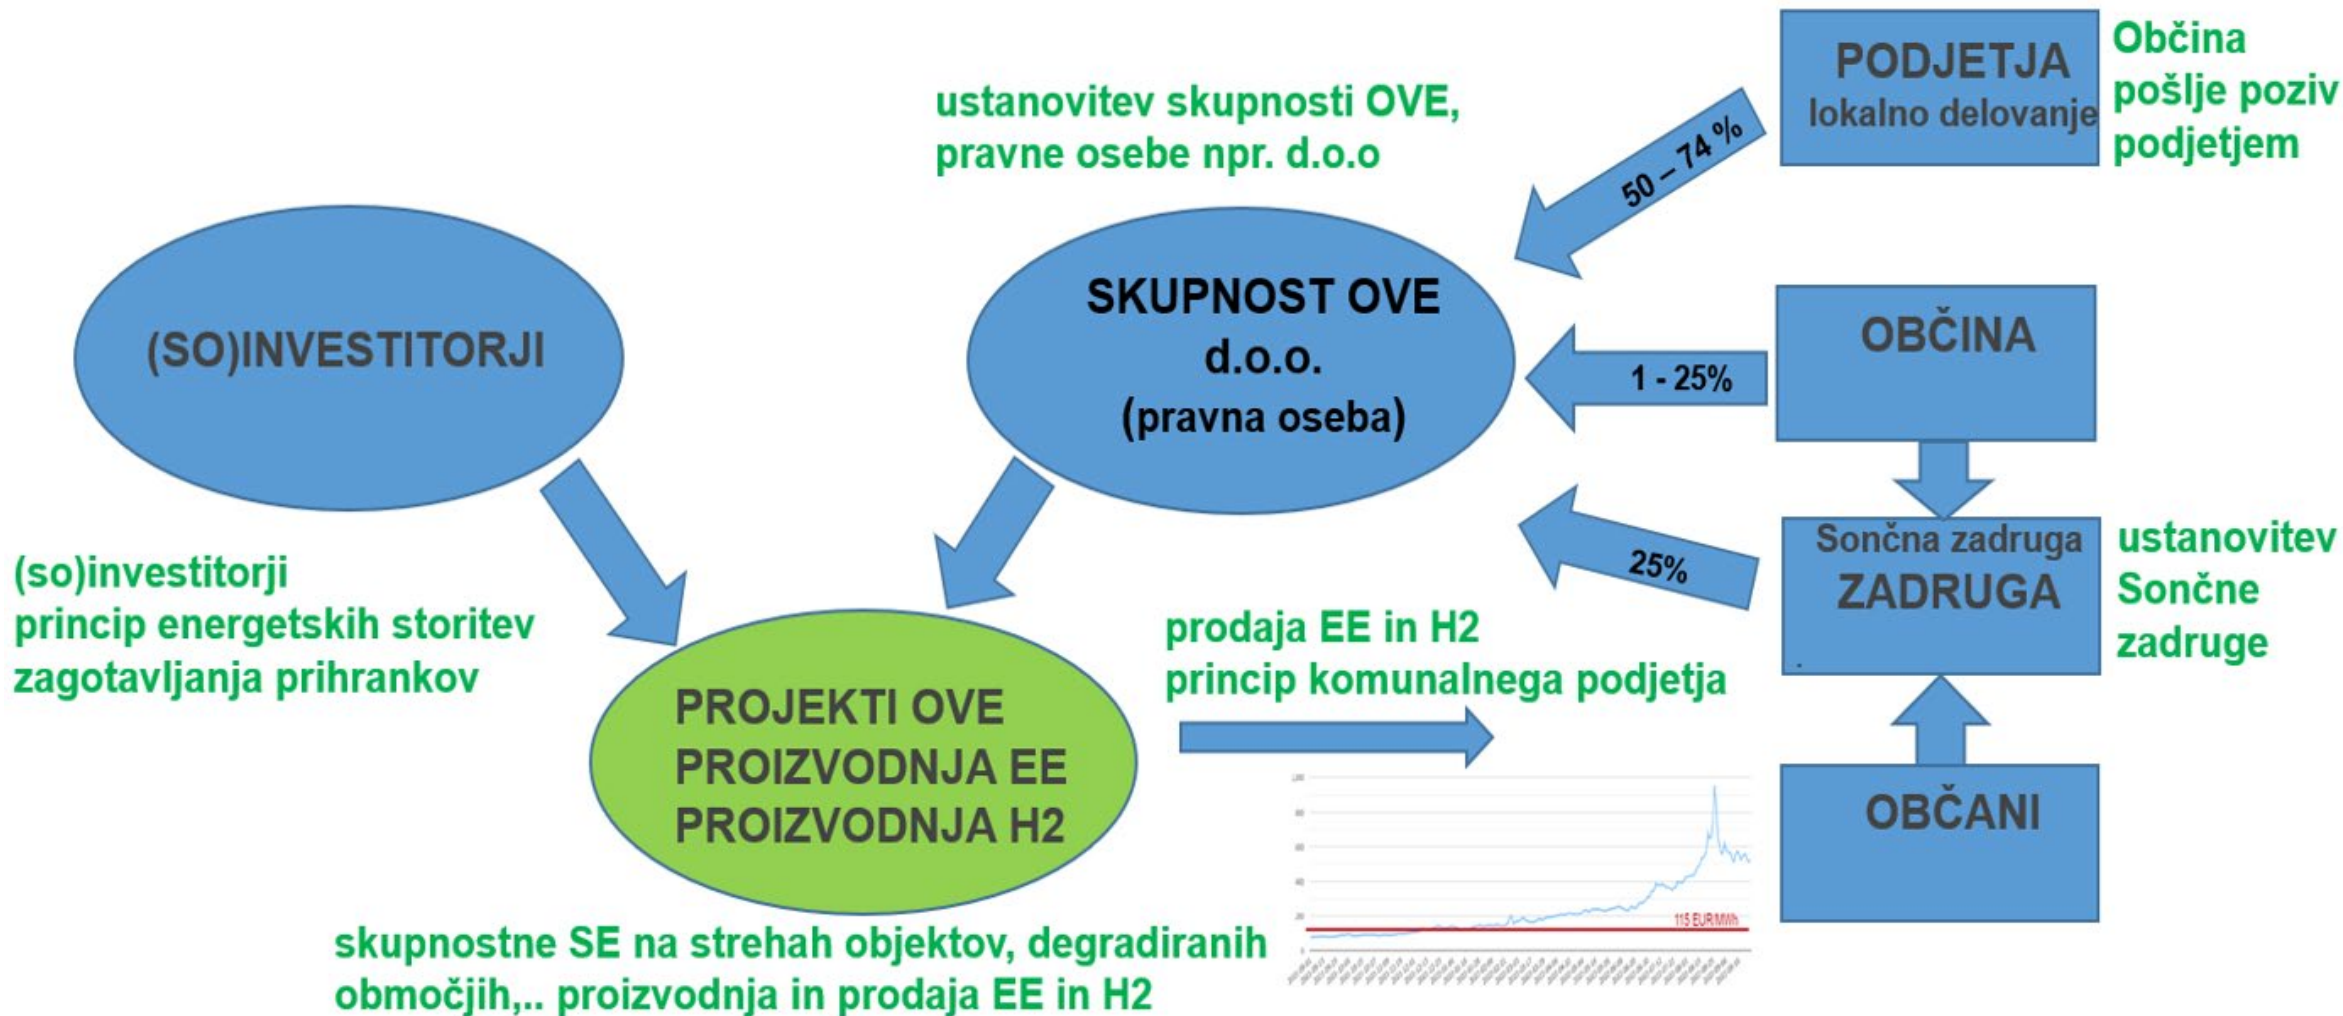 PODJETJA
lokalno delovanje
Občina
pošlje poziv
podjetjem
ustanovitev skupnosti OVE,
pravne osebe npr. d.o.o
50 – 74 %
SKUPNOST OVE
d.o.o.
(pravna oseba)
(SO)INVESTITORJI
OBČINA
1 - 25%
25%
Sončna zadruga
ZADRUGA
ustanovitev
Sončne
zadruge
(so)investitorji
princip energetskih storitev
zagotavljanja prihrankov
prodaja EE in H2
princip komunalnega podjetja
PROJEKTI OVE
PROIZVODNJA EE
PROIZVODNJA H2
OBČANI
115 EUR/MWh
skupnostne SE na strehah objektov, degradiranih
območjih,.. proizvodnja in prodaja EE in H2